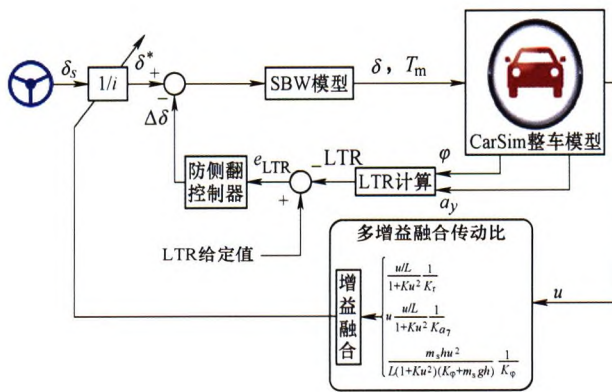 δs 1/i δ* + − SBW模型 δ，Tm
Δδ
CarSim整车模型
防侧翻
控制器
eLTR −LTR φ
LTR计算
+ ay
LTR给定值
多增益融合传动比
增益融合
u/L / 1+Ku² 1/Kr
u u/L / 1+Ku² 1/Ka7
mshu² / L(1+Ku²)(Kφ+msgh) 1/Kφ
u